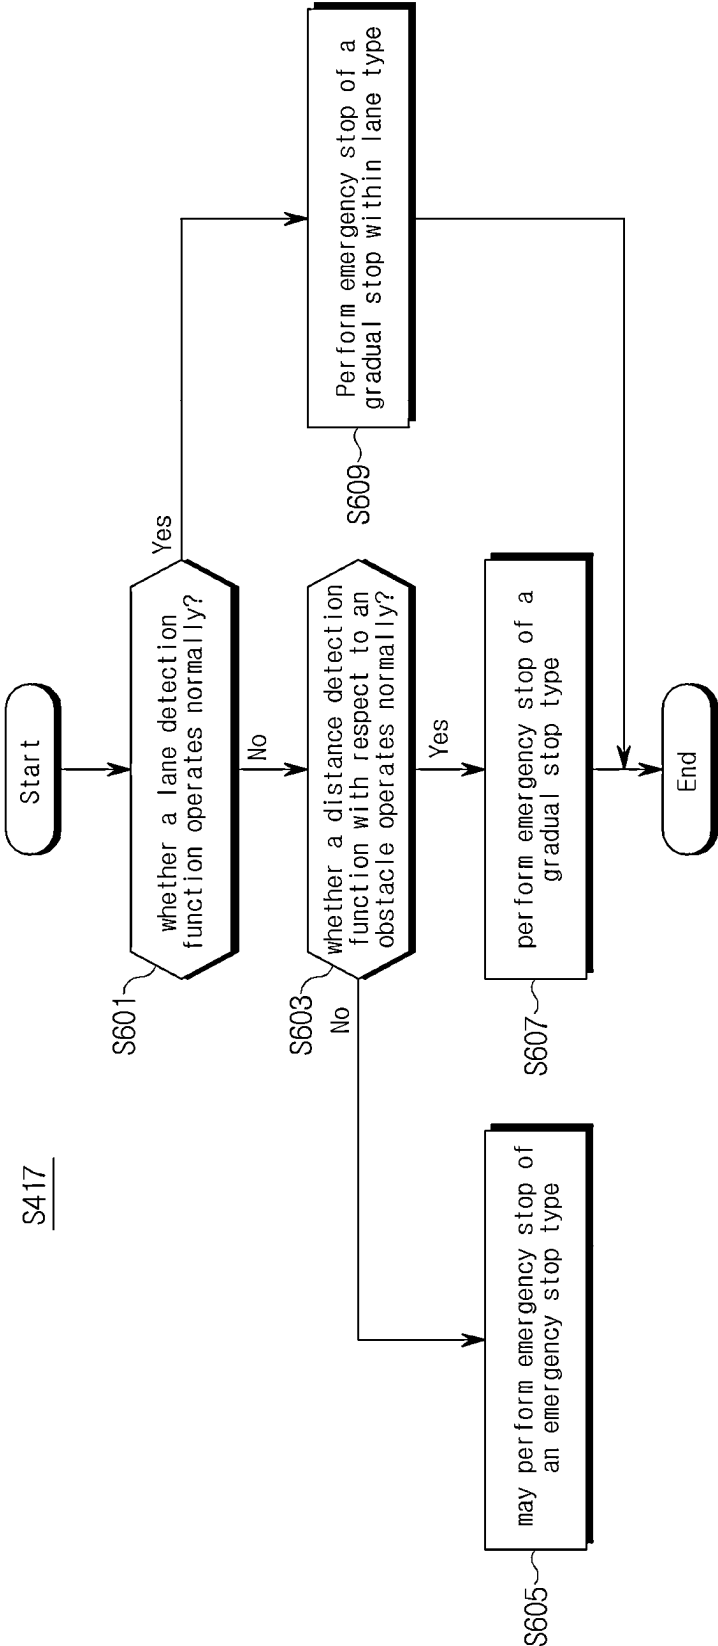 S417
Start
S601
whether a lane detection
function operates normally?
Yes
No
S603
whether a distance detection
function with respect to an
obstacle operates normally?
No
Yes
S609
Perform emergency stop of a
gradual stop within lane type
S605
may perform emergency stop of
an emergency stop type
S607
perform emergency stop of a
gradual stop type
End